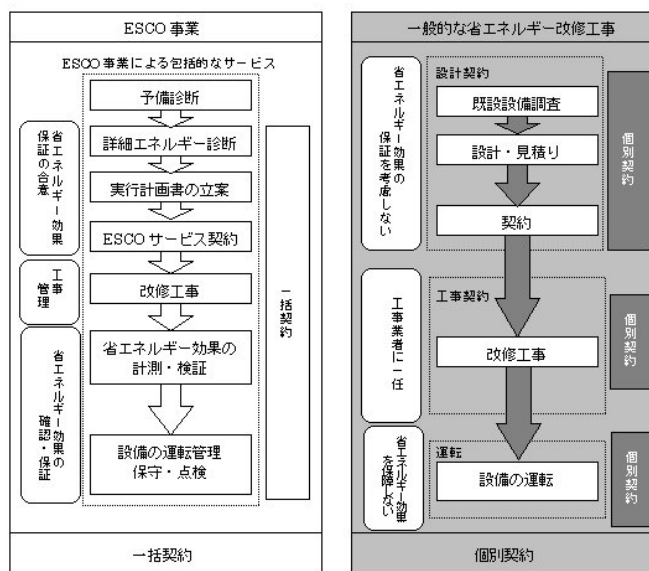 ESCO 事業
ESCO 事業による包括的なサービス
予備診断
詳細エネルギー診断
実行計画書の立案
ESCO サービス契約
改修工事
省エネルギー効果の
計測・検証
設備の運転管理
保守・点検
省エネルギー効果
保証の合意
工事
管理
省エネルギー効果の
確認・保証
一括契約
一括契約
一般的な省エネルギー改修工事
省エネルギー効果の
保証を考慮しない
設計契約
既設設備調査
設計・見積り
契約
個別契約
工事業者に一任
工事契約
改修工事
個別契約
省エネルギー効果
を保障しない
運転
設備の運転
個別契約
個別契約